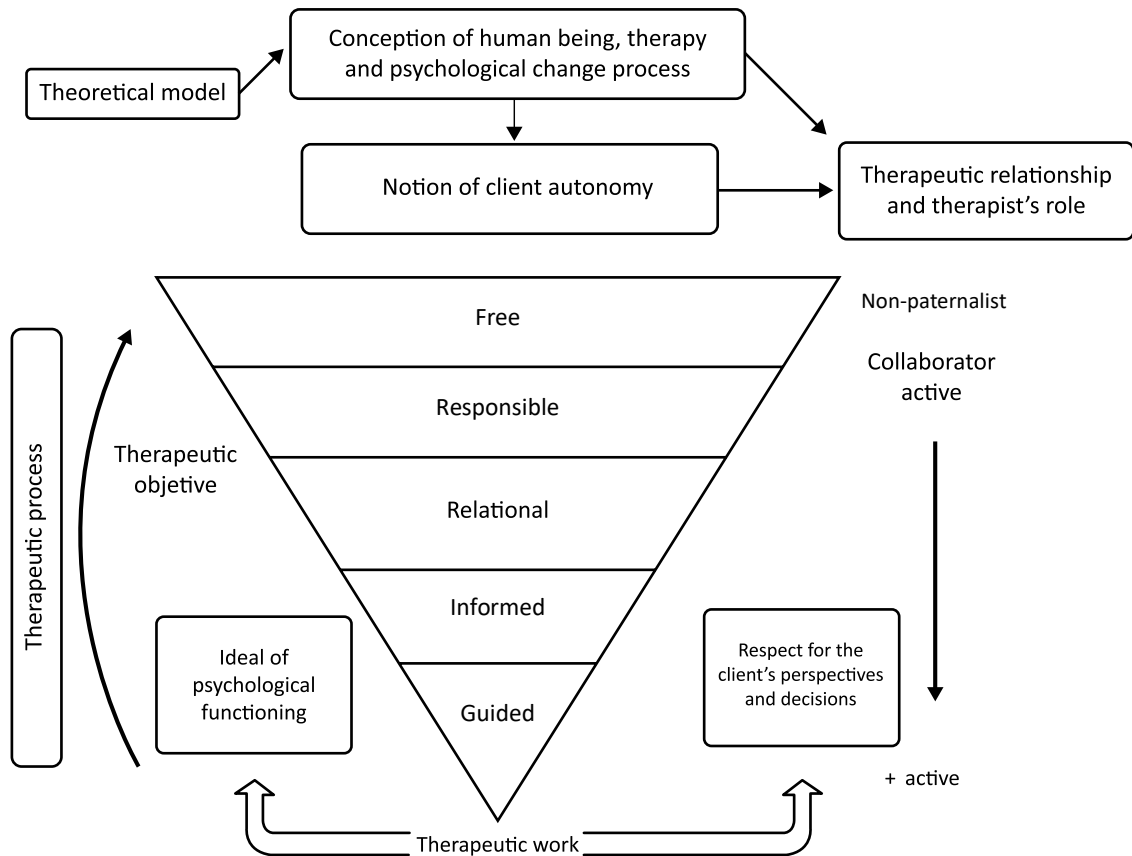 Conception of human being, therapy
and psychological change process
Theoretical model
Notion of client autonomy
Therapeutic relationship
and therapist's role
Free
Responsible
Relational
Informed
Guided
Non-paternalist
Collaborator
active
+ active
Therapeutic process
Therapeutic
objetive
Ideal of
psychological
functioning
Respect for the
client's perspectives
and decisions
Therapeutic work